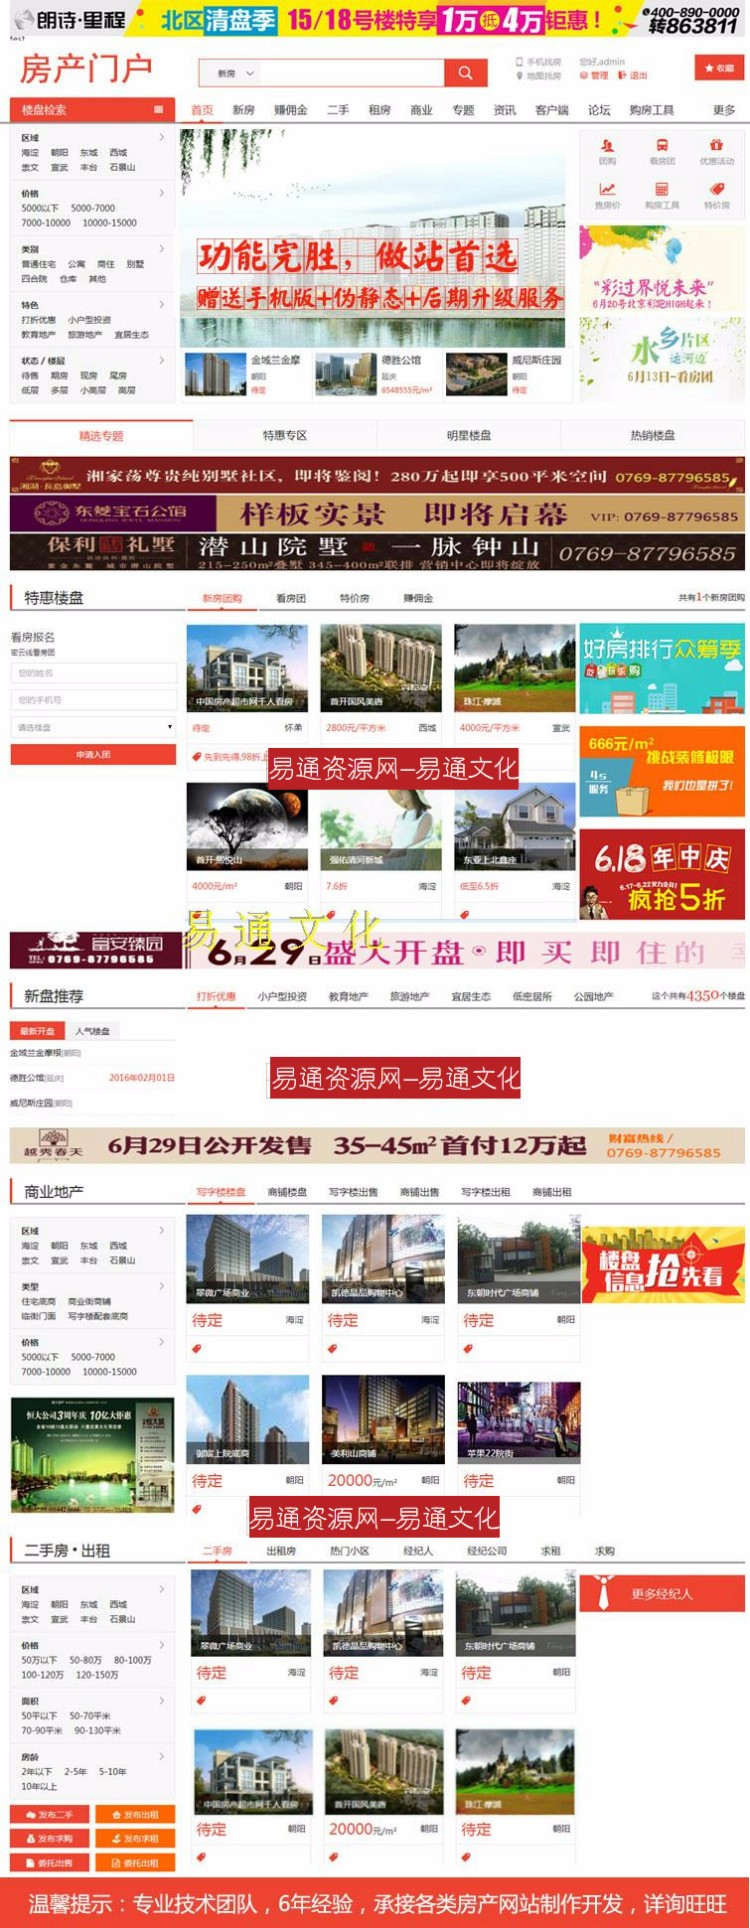 朗诗·里程
北区清盘季 15/18号楼特享1万抵4万钜惠！
400-890-0000
转863811
test
房产门户
新房
手机找房
地图找房
您好,admin
管理 退出
收藏
楼盘检索
首页 新房 赚佣金 二手 租房 商业 专题 资讯 客户端 论坛 购房工具 更多
区域
海淀 朝阳 东城 西城
崇文 宣武 丰台 石景山
价格
5000以下 5000-7000
7000-10000 10000-15000
类别
普通住宅 公寓 商住 别墅
四合院 仓库 其他
特色
打折优惠 小户型投资
教育地产 旅游地产 宜居生态
状态 / 楼层
待售 期房 现房 尾房
低层 多层 小高层 高层
功能完胜，做站首选
赠送手机版+伪静态+后期升级服务
金域兰金摩
朝阳
待定
德胜公馆
延庆
6548555元/m²
威尼斯庄园
朝阳
待定
团购 看房团 优惠活动
查房价 购房工具 特价房
“彩过界悦未来”
6月20号北京彩跑HIGH起来！
水乡片区
运河边
6月13日-看房团
精选专题 特惠专区 明星楼盘 热销楼盘
湘家荡尊贵纯别墅社区，即将鉴阅！280万起即享500平米空间 0769-87796585
东燮宝石公馆
样板实景 即将启幕 VIP: 0769-87796585
保利 礼墅
潜山院墅 一脉钟山 0769-87796585
215-250m²叠墅 345-400m²联排 营销中心即将绽放
特惠楼盘
新房团购 看房团 特价房 赚佣金
共有1个新房团购
看房报名
密云线看房团
您的姓名
您的手机号
请选楼盘
申请入团
中国房产超市网千人看房
待定 怀柔
先到先得,98折上
首开国风美唐
2800元/平方米 西城
珠江·摩派
4000元/平方米 宣武
易通资源网-易通文化
首开·熙悦山
4000元/m² 朝阳
强佑清河新城
7.6折 海淀
东亚上北鑫座
低至6.5折 海淀
好房排行众筹季
666元/m²
挑战装修极限
4S
服务
我们也是拼了!
6.18年中庆
疯抢5折
易通文化
富安臻园
TEL: 0769-87796585
6月29日盛大开盘·即买即住的
新盘推荐
打折优惠 小户型投资 教育地产 旅游地产 宜居生态 低密居所 公园地产
这个共有4350个楼盘
最新开盘 人气楼盘
金域兰金摩根[朝阳]
德胜公馆[延庆] 2016年02月01日
威尼斯庄园[朝阳]
易通资源网-易通文化
越秀春天
6月29日公开发售 35-45m²首付12万起
财富热线/
0769-87796585
商业地产
写字楼楼盘 商铺楼盘 写字楼出售 商铺出售 写字楼出租 商铺出租
区域
海淀 朝阳 东城 西城
崇文 宣武 丰台 石景山
类型
住宅底商 商业街商铺
临街门面 写字楼配套底商
价格
5000以下 5000-7000
7000-10000 10000-15000
恒大公司3周年庆 10亿大钜惠
翠微广场商业
待定 海淀
凯德晶品购物中心
待定 海淀
东朝时代广场商铺
待定 朝阳
楼盘
信息抢先看
御宸上院底商
待定 朝阳
美利山商铺
20000元/m² 朝阳
苹果22院街
待定 朝阳
易通资源网-易通文化
二手房·出租
二手房 出租房 热门小区 经纪人 经纪公司 求租 求购
区域
海淀 朝阳 东城 西城
崇文 宣武 丰台 石景山
价格
50万以下 50-80万 80-100万
100-120万 120-150万
面积
50平以下 50-70平米
70-90平米 90-130平米
房龄
2年以下 2-5年 5-10年
10年以上
发布二手 发布出租
发布求购 发布求租
委托出售 委托出租
翠微广场商业
待定 海淀
凯德晶品购物中心
待定 海淀
东朝时代广场商铺
待定 朝阳
更多经纪人
中国房产超市网千人看房
待定 朝阳
首开国风美唐
20000元/m² 朝阳
珠江·摩派
待定 朝阳
温馨提示：专业技术团队，6年经验，承接各类房产网站制作开发，详询旺旺